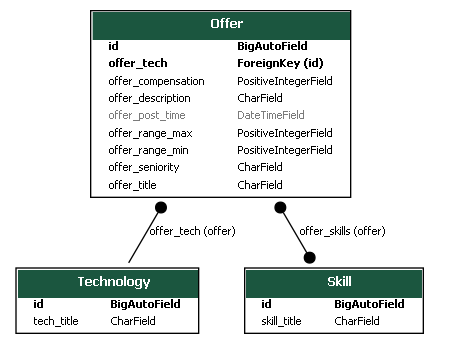 Offer
id BigAutoField
offer_tech ForeignKey (id)
offer_compensation PositiveIntegerField
offer_description CharField
offer_post_time DateTimeField
offer_range_max PositiveIntegerField
offer_range_min PositiveIntegerField
offer_seniority CharField
offer_title CharField
offer_tech (offer) offer_skills (offer)
Technology Skill
id BigAutoField id BigAutoField
tech_title CharField skill_title CharField